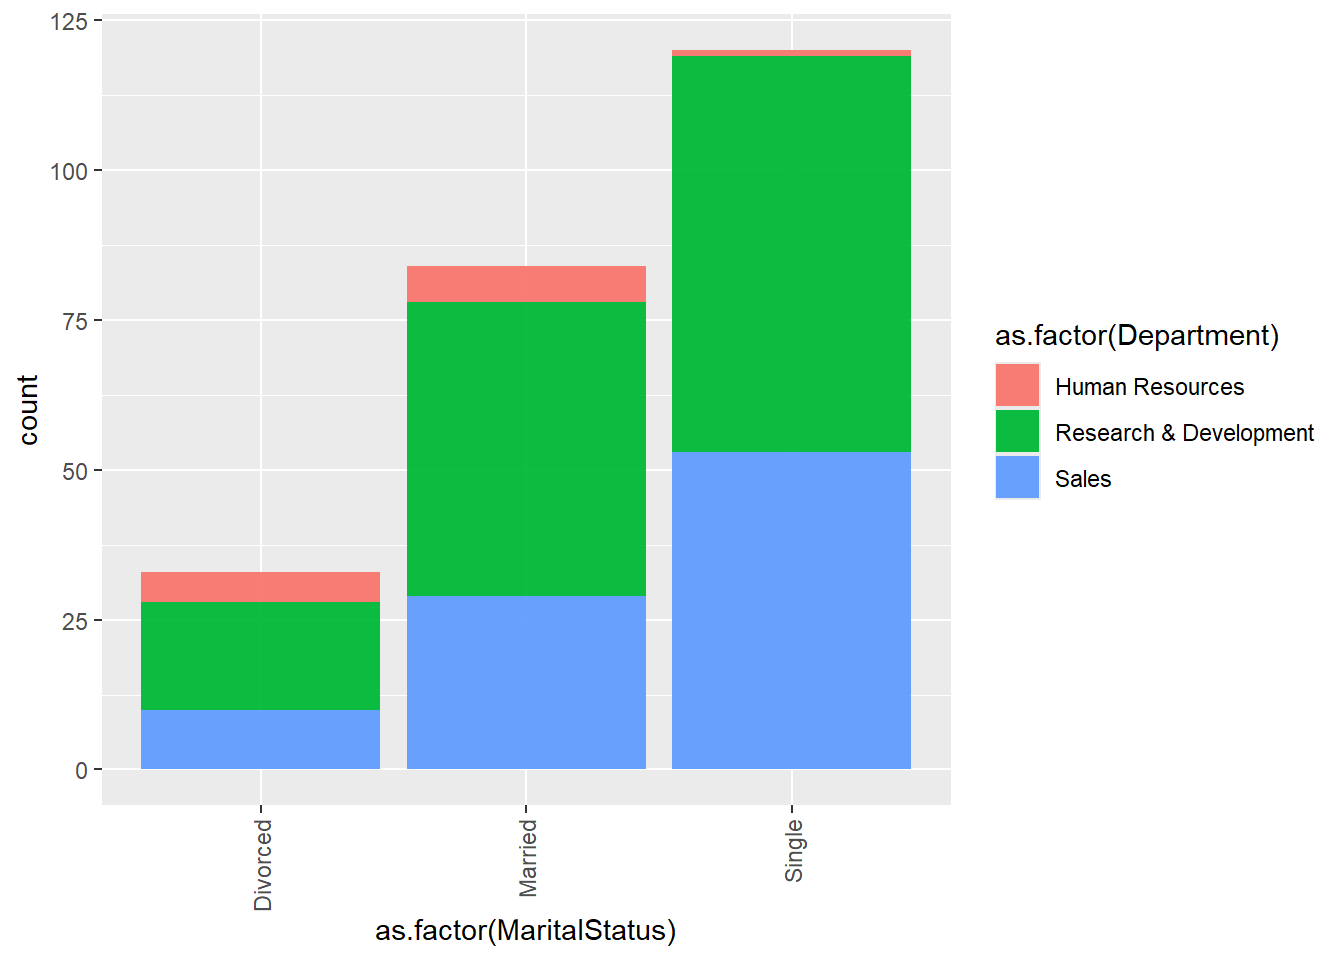 125
100
75
50
25
0
count
Divorced
Married
Single
as.factor(MaritalStatus)
as.factor(Department)
Human Resources
Research & Development
Sales